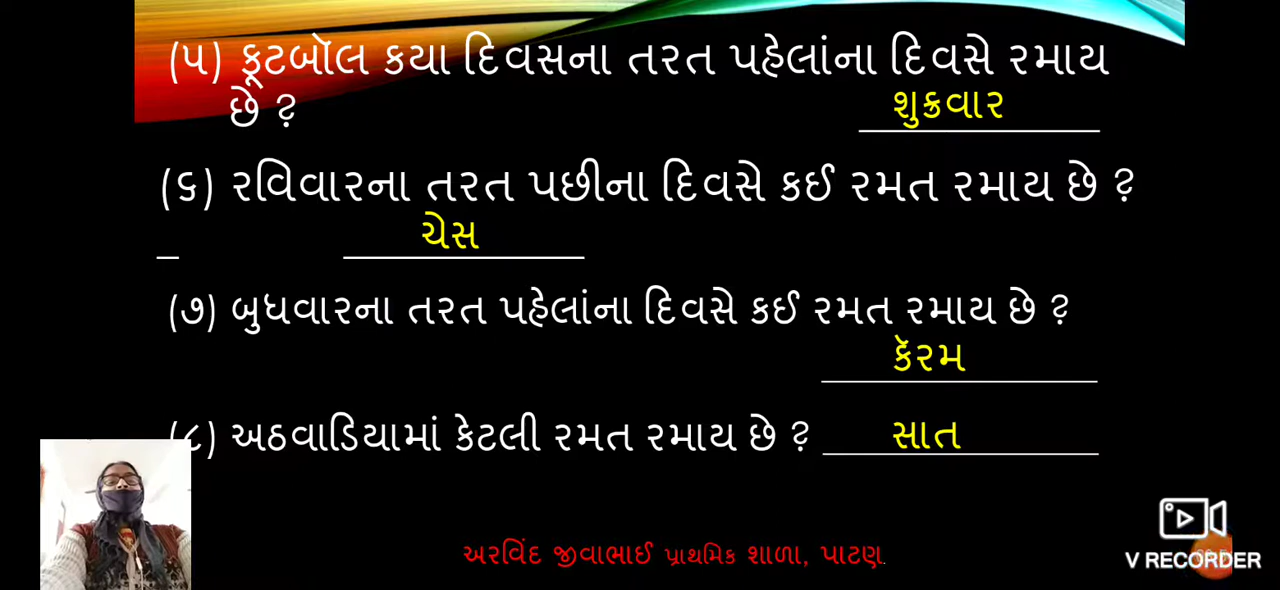 (૫) ફૂટબૉલ કયા દિવસના તરત પહેલાંના દિવસે રમાય
છે ? શુક્રવાર
(૬) રવિવારના તરત પછીના દિવસે કઈ રમત રમાય છે ?
_ ચેસ
(૭) બુધવારના તરત પહેલાંના દિવસે કઈ રમત રમાય છે ?
કૅરમ
(૮) અઠવાડિયામાં કેટલી રમત રમાય છે ? સાત
અરવિંદ જીવાભાઈ પ્રાથમિક શાળા, પાટણ.
V RECORDER